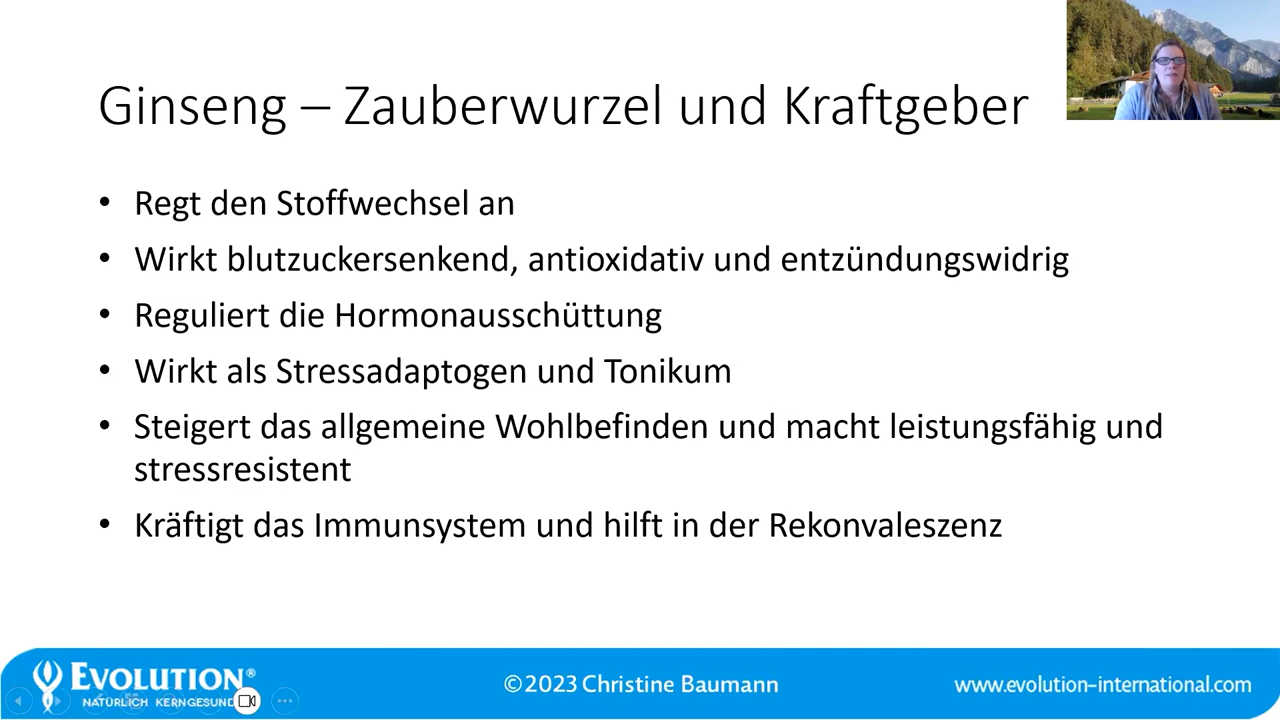 Ginseng – Zauberwurzel und Kraftgeber
• Regt den Stoffwechsel an
• Wirkt blutzuckersenkend, antioxidativ und entzündungswidrig
• Reguliert die Hormonausschüttung
• Wirkt als Stressadaptogen und Tonikum
• Steigert das allgemeine Wohlbefinden und macht leistungsfähig und
stressresistent
• Kräftigt das Immunsystem und hilft in der Rekonvaleszenz
EVOLUTION®
NATÜRLICH KERNGESUND
©2023 Christine Baumann
www.evolution-international.com